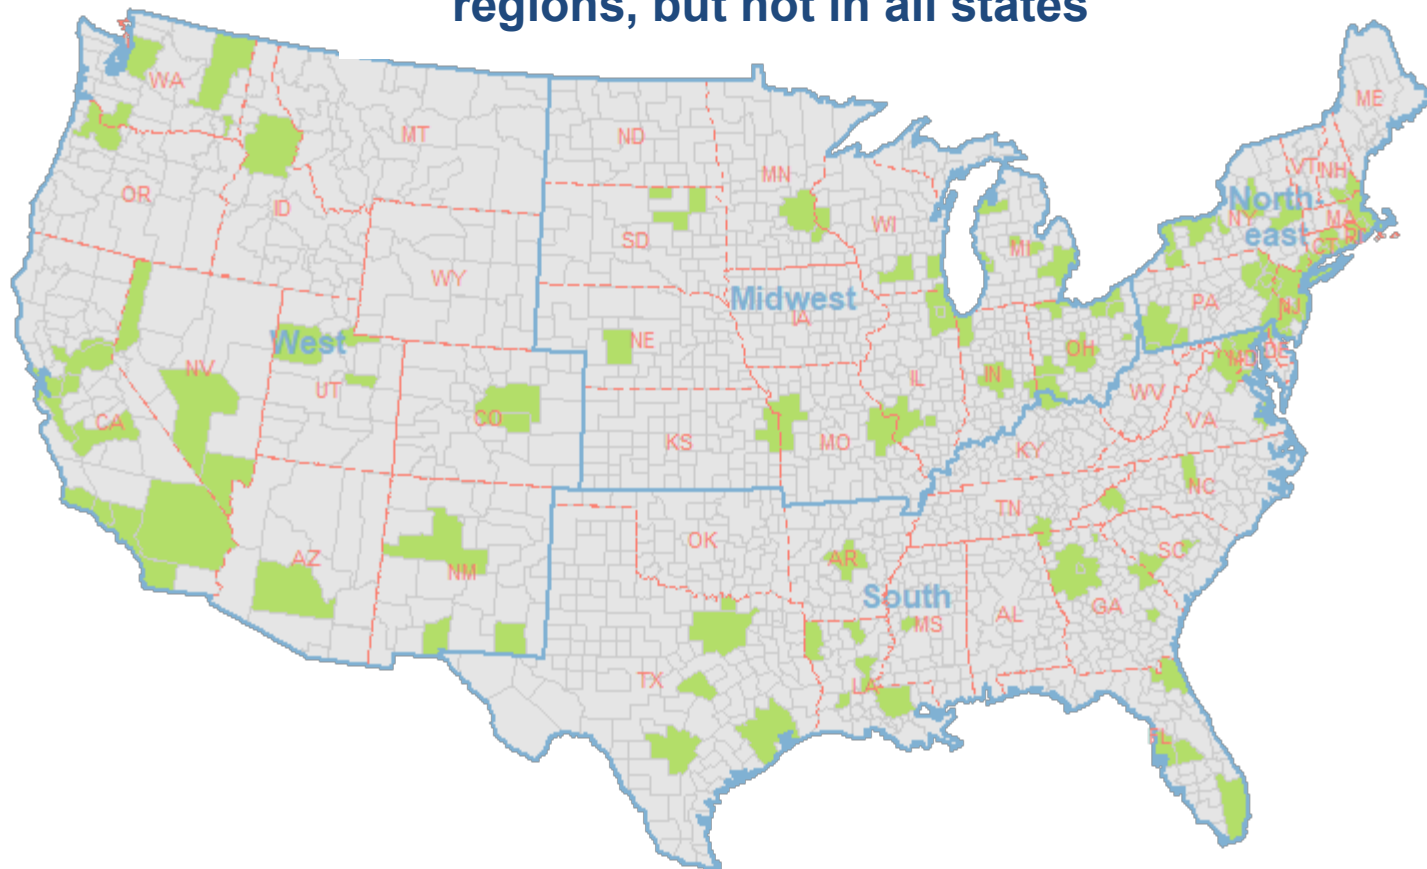 regions, but not in all states
WA
MT
ND
MN
ME
OR
ID
SD
WI
MI
VT
NH
North-
east
NY
MA
CT
RI
WY
Midwest
IA
NE
PA
NJ
West
NV
UT
CO
CA
KS
MO
IL
IN
OH
WV
MD
DE
VA
KY
NC
TN
AZ
NM
OK
AR
South
MS
AL
GA
SC
TX
LA
FL